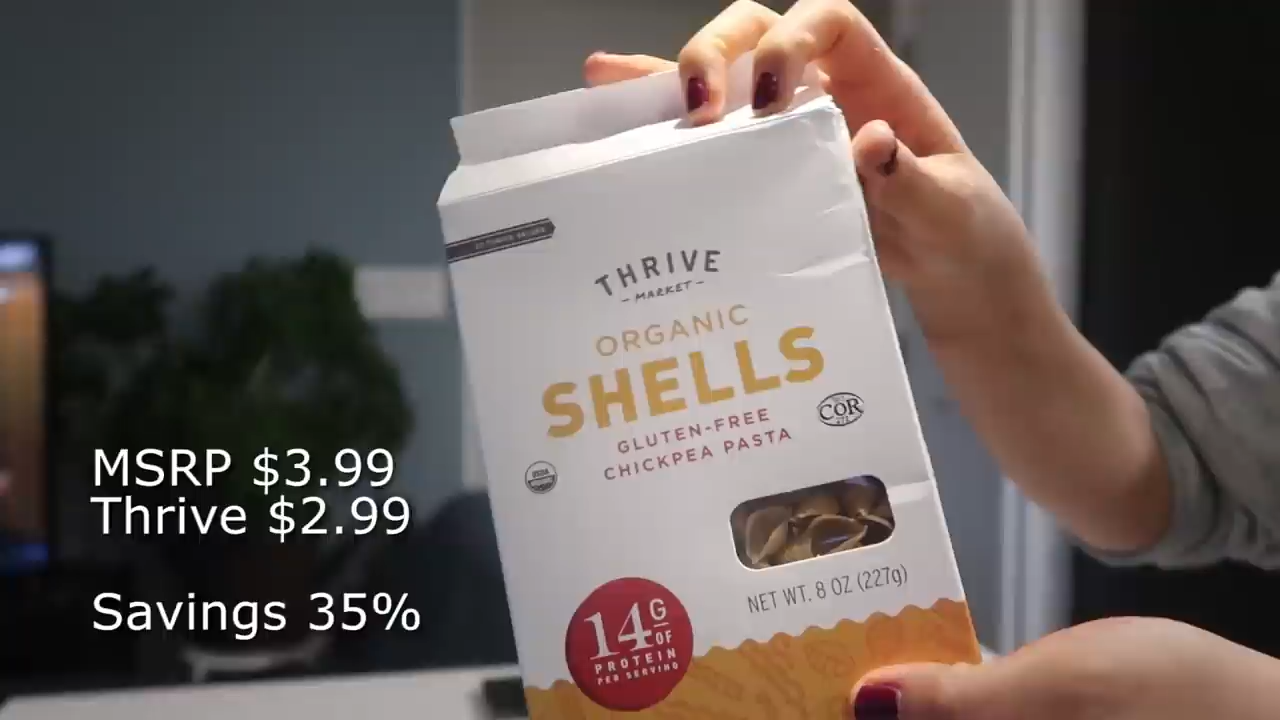 THRIVE
- MARKET -
ORGANIC
SHELLS
GLUTEN-FREE
CHICKPEA PASTA
COR
USDA
MSRP $3.99
Thrive $2.99
Savings 35%
NET WT. 8 OZ (227g)
14G
OF
PROTEIN
PER SERVING